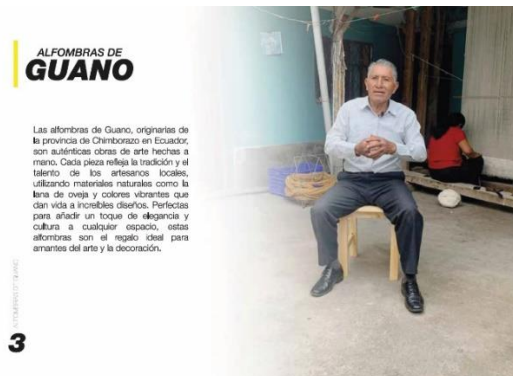 ALFOMBRAS DE
GUANO
Las alfombras de Guano, originarias de
la provincia de Chimborazo en Ecuador,
son auténticas obras de arte hechas a
mano. Cada pieza refleja la tradición y el
talento de los artesanos locales,
utilizando materiales naturales como la
lana de oveja y colores vibrantes que
dan vida a increíbles diseños. Perfectas
para añadir un toque de elegancia y
cultura a cualquier espacio, estas
alfombras son el regalo ideal para
amantes del arte y la decoración.
ALFOMBRAS DE GUANO
3